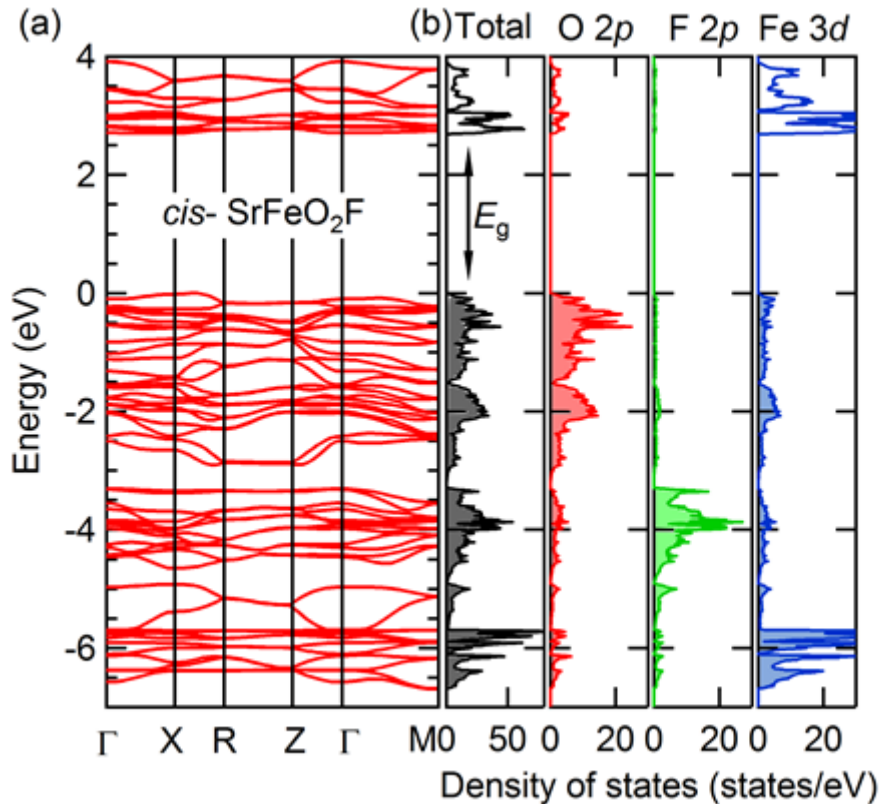 (a)
(b) Total O 2p F 2p Fe 3d
4
2
0
-2
-4
-6
Energy (eV)
cis- SrFeO₂F
E_g
Γ X R Z Γ M
0 50 0 20 0 20 0 20
Density of states (states/eV)